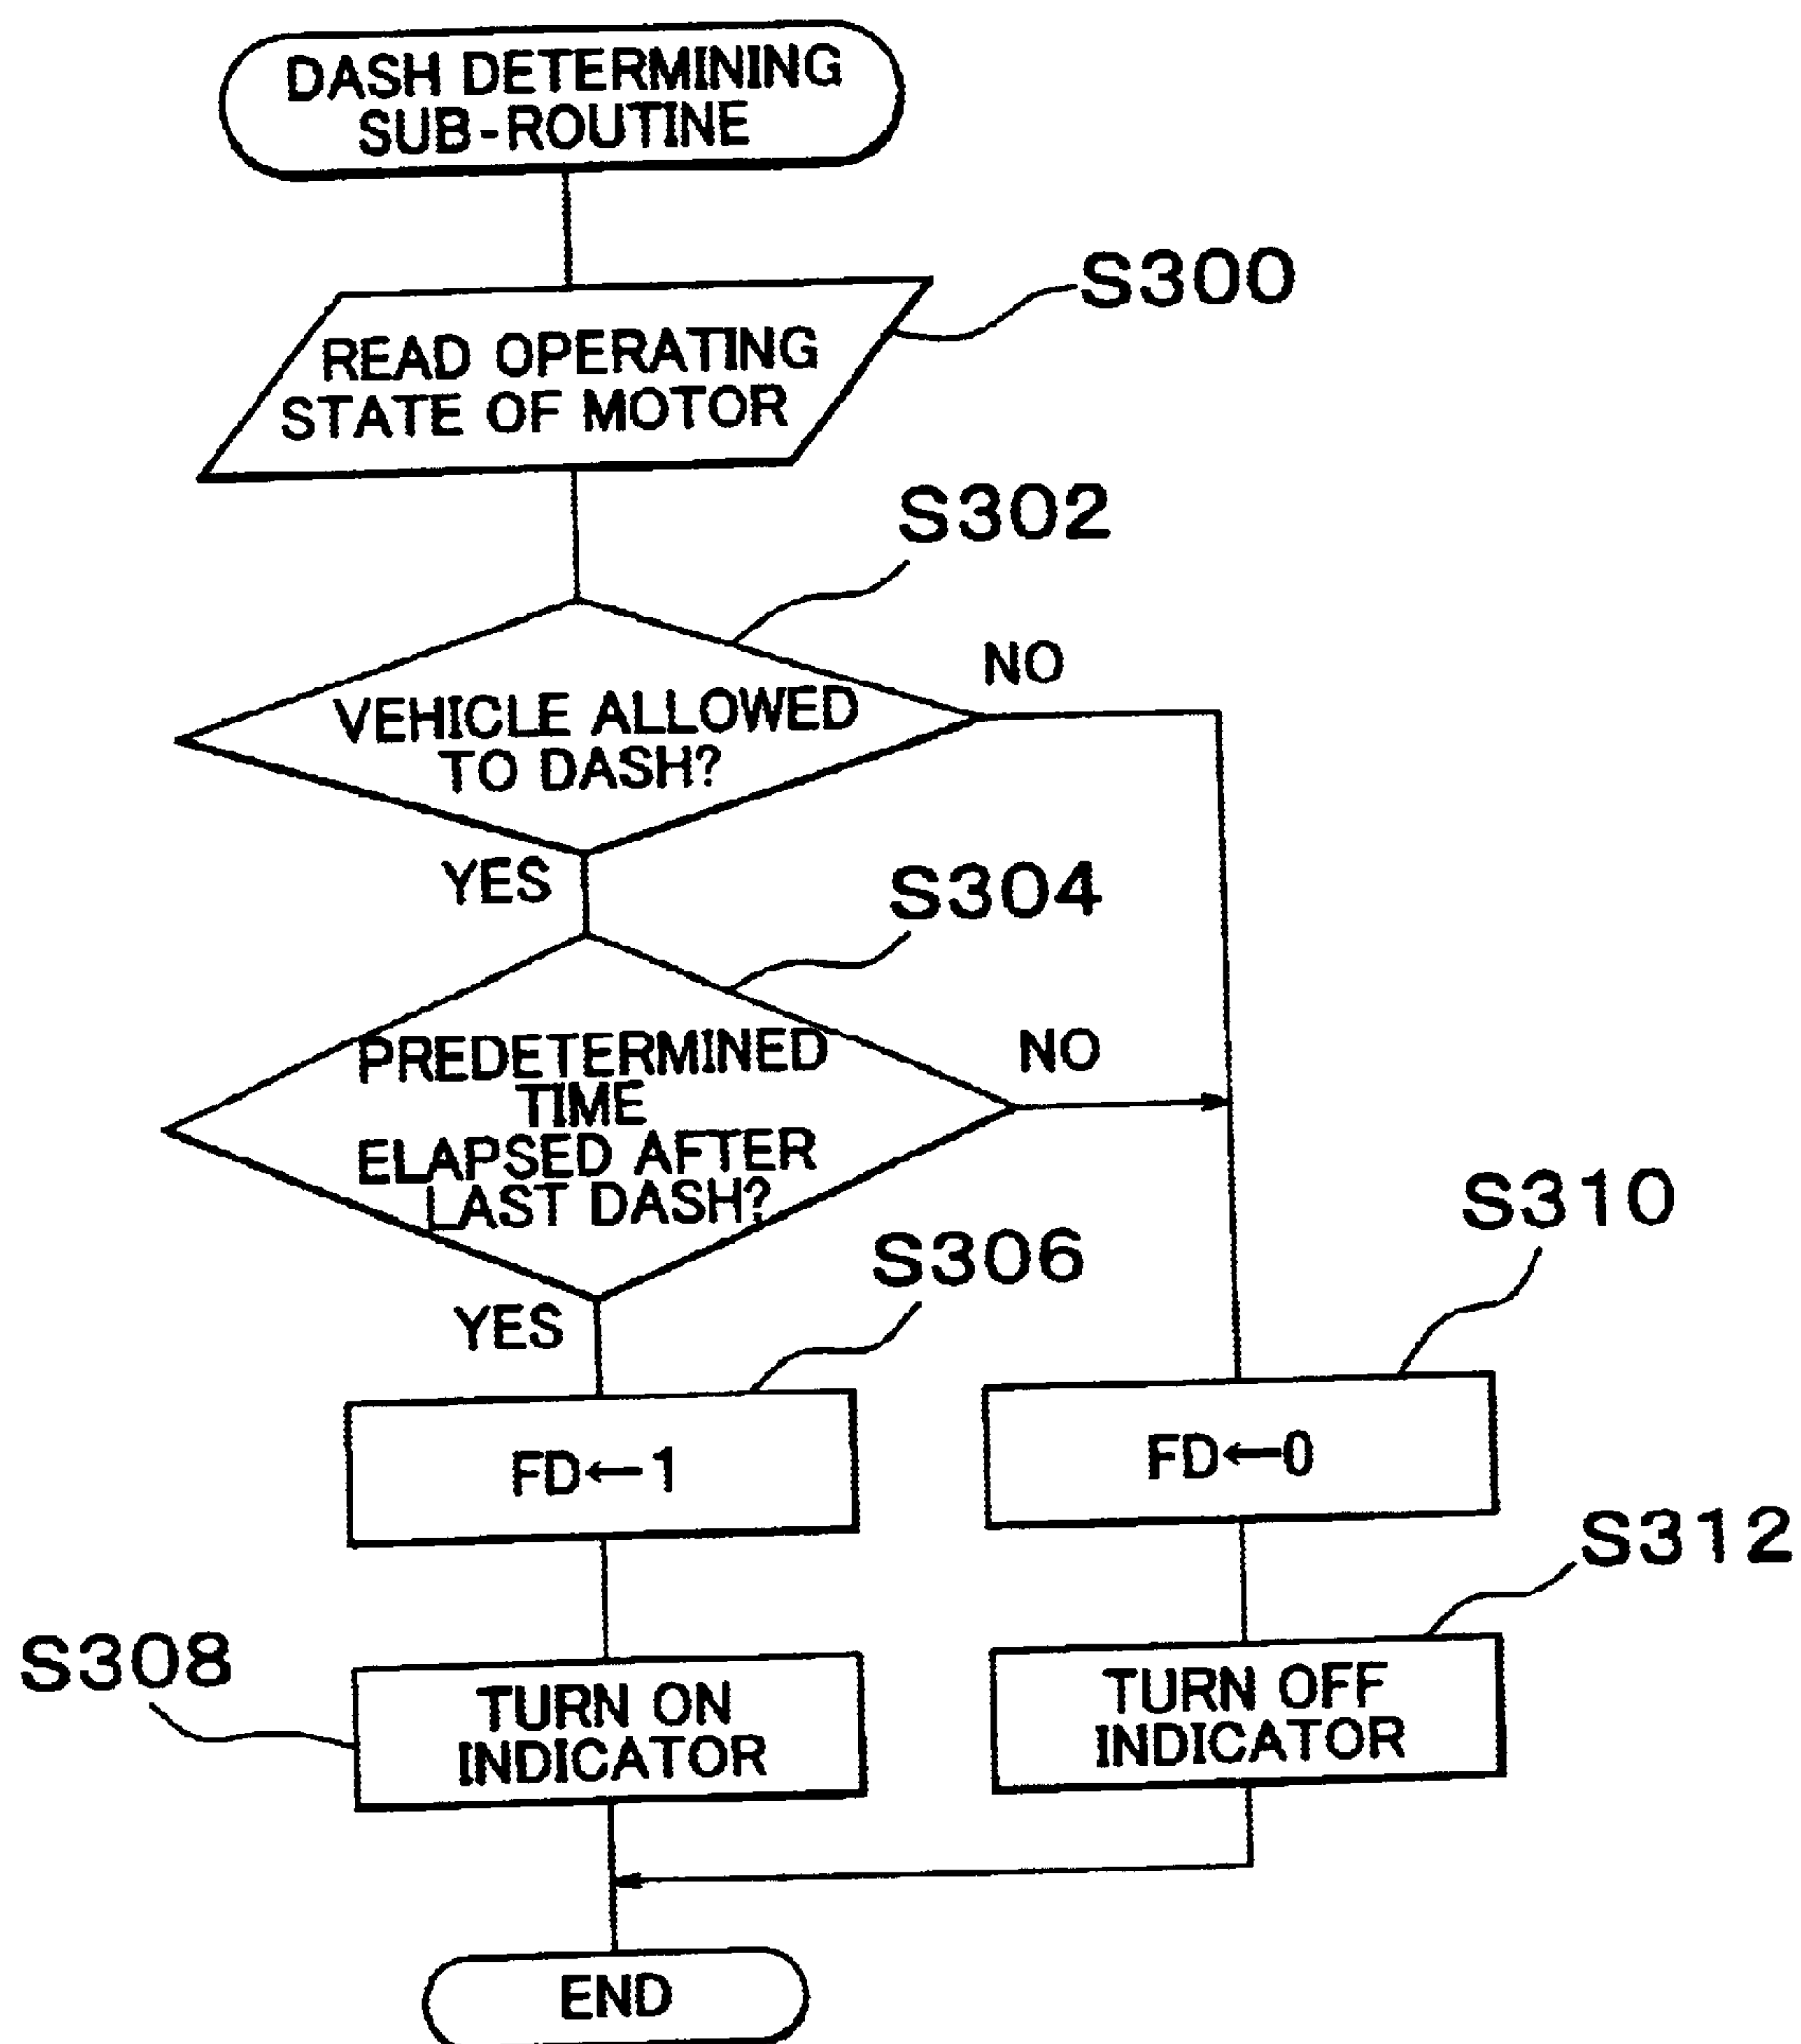 DASH DETERMINING
SUB-ROUTINE
S300
READ OPERATING
STATE OF MOTOR
S302
NO
VEHICLE ALLOWED
TO DASH?
YES
S304
NO
PREDETERMINED
TIME
ELAPSED AFTER
LAST DASH?
S310
S306
YES
FD←1
FD←0
S312
S308
TURN ON
INDICATOR
TURN OFF
INDICATOR
END